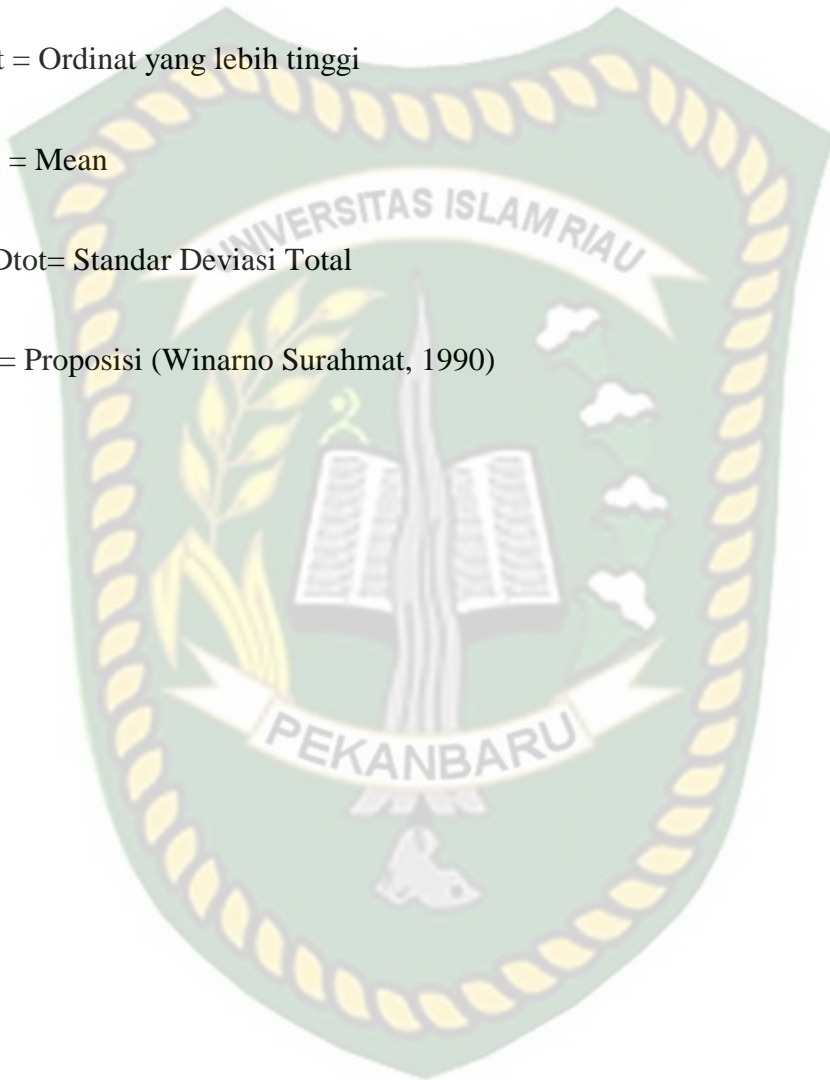 t = Ordinat yang lebih tinggi
= Mean
UNIVERSITAS ISLAM RIAU
Dtot= Standar Deviasi Total
= Proposisi (Winarno Surahmat, 1990)
PEKANBARU